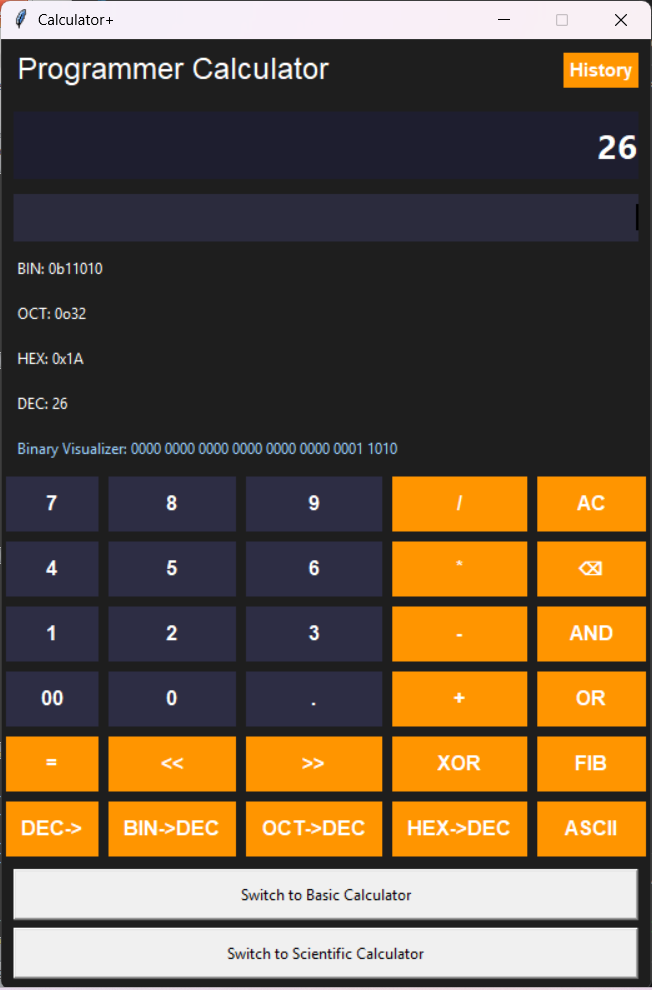 Calculator+
Programmer Calculator History
26
BIN: 0b11010
OCT: 0o32
HEX: 0x1A
DEC: 26
Binary Visualizer: 0000 0000 0000 0000 0000 0000 0001 1010
7 8 9 / AC
4 5 6 * ⌫
1 2 3 - AND
00 0 . + OR
= << >> XOR FIB
DEC-> BIN->DEC OCT->DEC HEX->DEC ASCII
Switch to Basic Calculator
Switch to Scientific Calculator